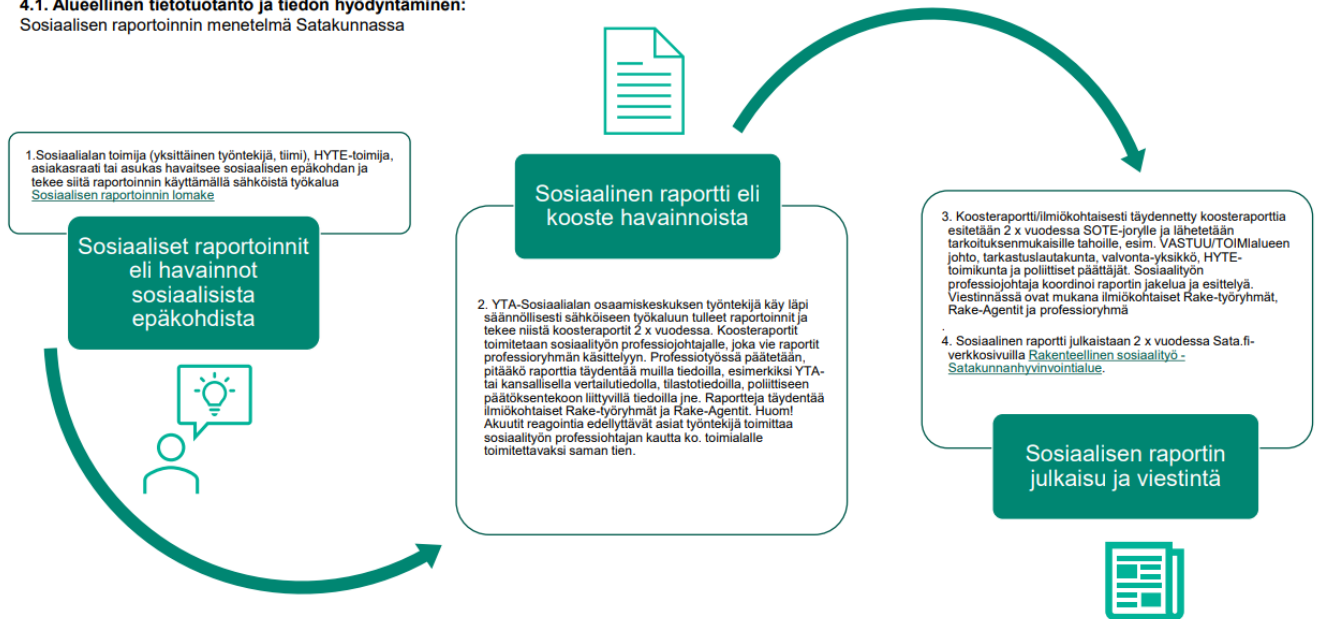 4.1. Alueellinen tietotuotanto ja tiedon hyödyntäminen:
Sosiaalisen raportoinnin menetelmä Satakunnassa
1.Sosiaalialan toimija (yksittäinen työntekijä, tiimi), HYTE-toimija,
asiakasraati tai asukas havaitsee sosiaalisen epäkohdan ja
tekee siitä raportoinnin käyttämällä sähköistä työkalua
Sosiaalisen raportoinnin lomake
Sosiaaliset raportoinnit
eli havainnot
sosiaalisista
epäkohdista
Sosiaalinen raportti eli
kooste havainnoista
2. YTA-Sosiaalialan osaamiskeskuksen työntekijä käy läpi
säännöllisesti sähköiseen työkaluun tulleet raportoinnit ja
tekee niistä koosteraportit 2 x vuodessa. Koosteraportit
toimitetaan sosiaalityön professiojohtajalle, joka vie raportit
professioryhmän käsittelyyn. Professiotyössä päätetään,
pitääkö raporttia täydentää muilla tiedoilla, esimerkiksi YTA-
tai kansallisella vertailutiedolla, tilastotiedoilla, poliittiseen
päätöksentekoon liittyvillä tiedoilla jne. Raportteja täydentää
ilmiökohtaiset Rake-työryhmät ja Rake-Agentit. Huom!
Akuutit reagointia edellyttävät asiat työntekijä toimittaa
sosiaalityön professiohtajan kautta ko. toimialalle
toimitettavaksi saman tien.
3. Koosteraportti/ilmiökohtaisesti täydennetty koosteraporttia
esitetään 2 x vuodessa SOTE-jorylle ja lähetetään
tarkoituksenmukaisille tahoille, esim. VASTUU/TOIMIalueen
johto, tarkastuslautakunta, valvonta-yksikkö, HYTE-
toimikunta ja poliittiset päättäjät. Sosiaalityön
professiojohtaja koordinoi raportin jakelua ja esittelyä.
Viestinnässä ovat mukana ilmiökohtaiset Rake-työryhmät,
Rake-Agentit ja professioryhmä
.
4. Sosiaalinen raportti julkaistaan 2 x vuodessa Sata.fi-
verkkosivuilla Rakenteellinen sosiaalityö -
Satakunnanhyvinvointialue.
Sosiaalisen raportin
julkaisu ja viestintä